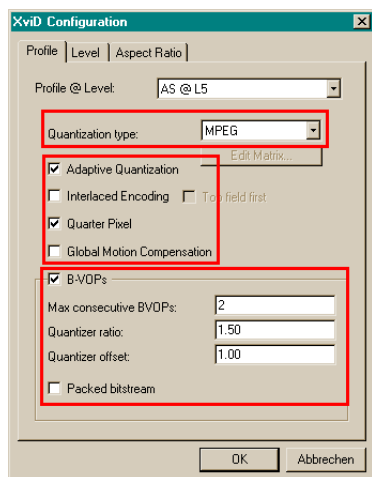 XviD Configuration
Profile Level Aspect Ratio
Profile @ Level: AS @ L5
Quantization type: MPEG
Edit Matrix...
Adaptive Quantization
Interlaced Encoding Top field first
Quarter Pixel
Global Motion Compensation
B-VOPs
Max consecutive BVOPs: 2
Quantizer ratio: 1.50
Quantizer offset: 1.00
Packed bitstream
OK Abbrechen